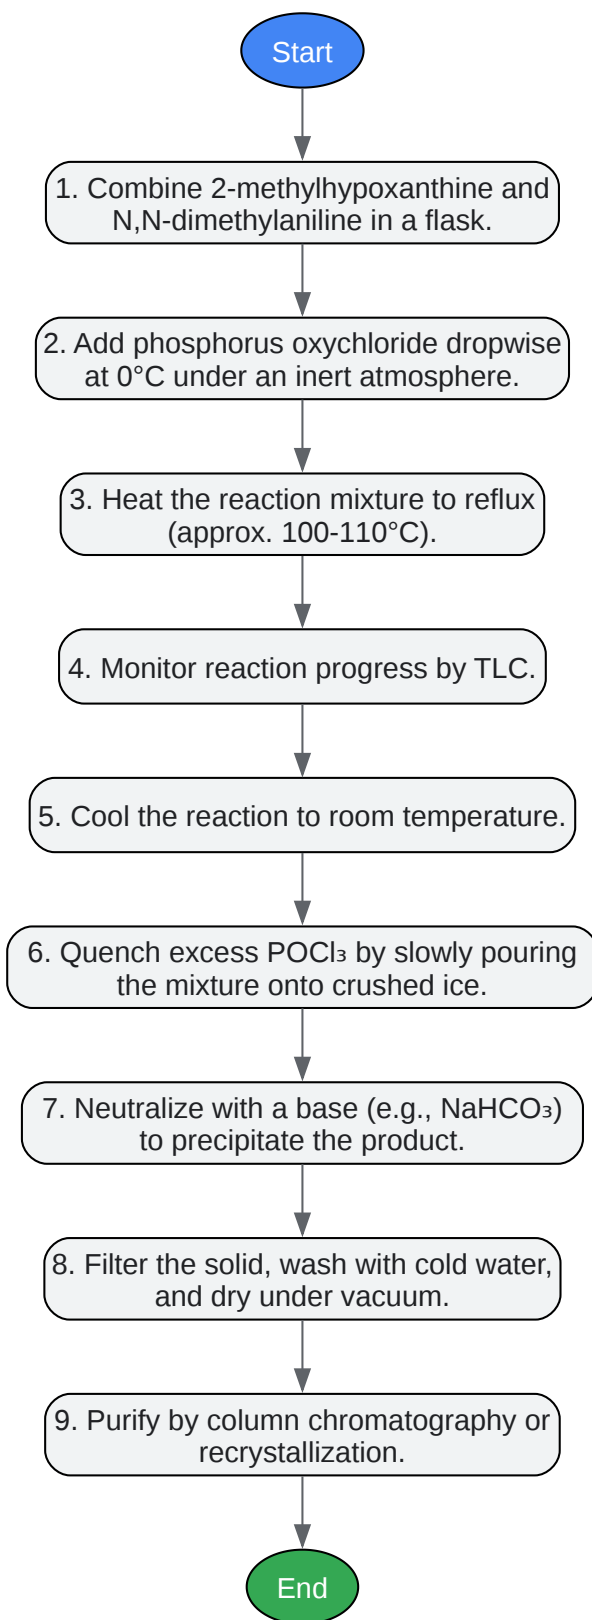 Start
1. Combine 2-methylhypoxanthine and
N,N-dimethylaniline in a flask.
2. Add phosphorus oxychloride dropwise
at 0°C under an inert atmosphere.
3. Heat the reaction mixture to reflux
(approx. 100-110°C).
4. Monitor reaction progress by TLC.
5. Cool the reaction to room temperature.
6. Quench excess POCl₃ by slowly pouring
the mixture onto crushed ice.
7. Neutralize with a base (e.g., NaHCO₃)
to precipitate the product.
8. Filter the solid, wash with cold water,
and dry under vacuum.
9. Purify by column chromatography or
recrystallization.
End